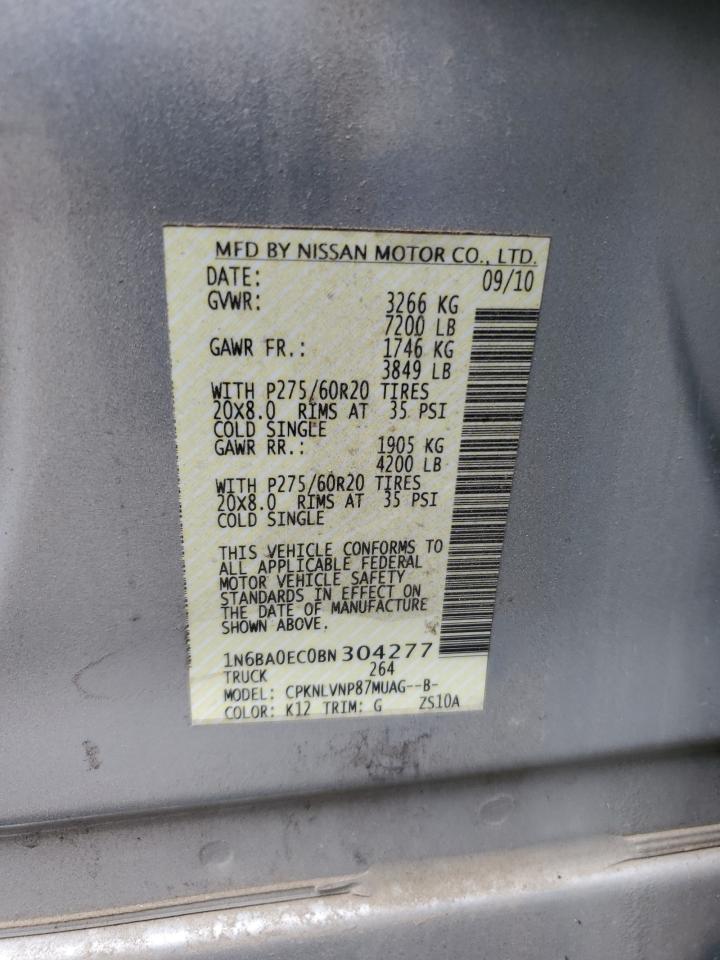 MFD BY NISSAN MOTOR CO., LTD.
DATE: 09/10
GVWR: 3266 KG
7200 LB
GAWR FR.: 1746 KG
3849 LB
WITH P275/60R20 TIRES
20X8.0 RIMS AT 35 PSI
COLD SINGLE
GAWR RR.: 1905 KG
4200 LB
WITH P275/60R20 TIRES
20X8.0 RIMS AT 35 PSI
COLD SINGLE
THIS VEHICLE CONFORMS TO
ALL APPLICABLE FEDERAL
MOTOR VEHICLE SAFETY
STANDARDS IN EFFECT ON
THE DATE OF MANUFACTURE
SHOWN ABOVE.
1N6BA0EC0BN304277
TRUCK 264
MODEL: CPKNLVNP87MUAG--B-
COLOR: K12 TRIM: G ZS10A